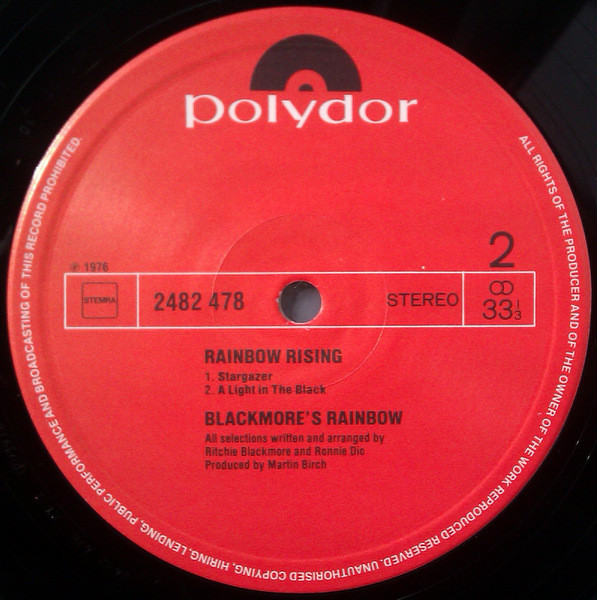 polydor
ALL RIGHTS OF THE PRODUCER AND OF THE OWNER OF THE WORK REPRODUCED RESERVED. UNAUTHORISED COPYING, HIRING, LENDING, PUBLIC PERFORMANCE AND BROADCASTING OF THIS RECORD PROHIBITED.
℗ 1976
2
STEMRA
2482 478
STEREO
33 1/3
RAINBOW RISING
1. Stargazer
2. A Light in The Black
BLACKMORE'S RAINBOW
All selections written and arranged by
Ritchie Blackmore and Ronnie Dio
Produced by Martin Birch